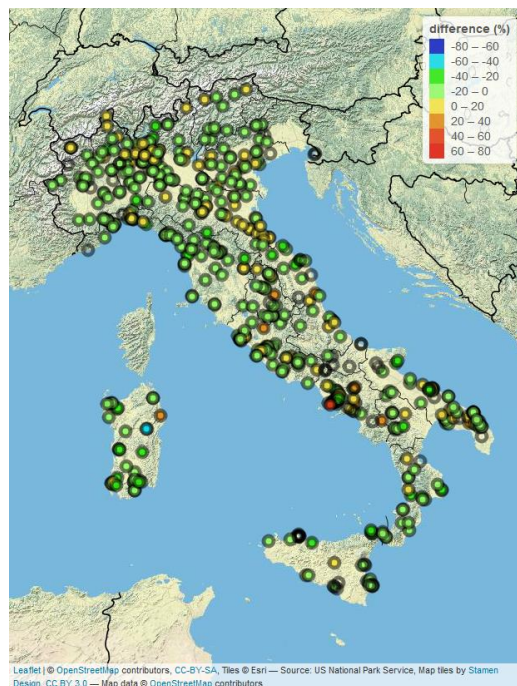 difference (%)
-80 – -60
-60 – -40
-40 – -20
-20 – 0
0 – 20
20 – 40
40 – 60
60 – 80
Leaflet | © OpenStreetMap contributors, CC-BY-SA, Tiles © Esri — Source: US National Park Service, Map tiles by Stamen
Design, CC BY 3.0 — Map data © OpenStreetMap contributors